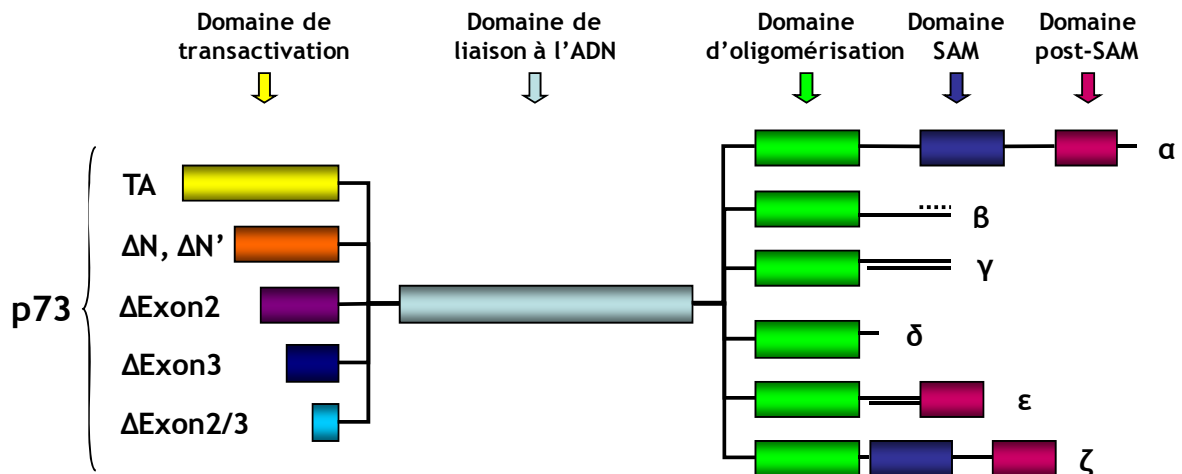 Domaine de
transactivation
Domaine de
liaison à l’ADN
Domaine
d’oligomérisation
Domaine
SAM
Domaine
post-SAM
p73
TA
ΔN, ΔN’
ΔExon2
ΔExon3
ΔExon2/3
α
β
γ
δ
ε
ζ